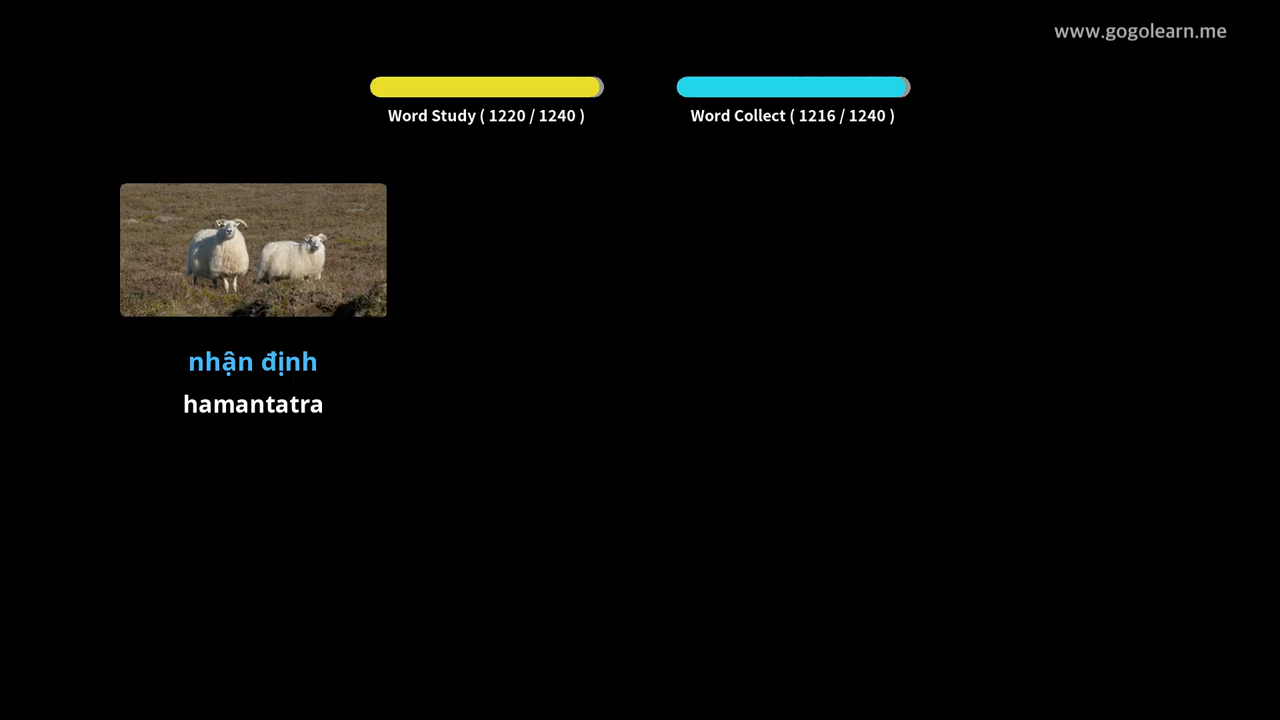 www.gogolearn.me
Word Study ( 1220 / 1240 )
Word Collect ( 1216 / 1240 )
nhận định
hamantatra